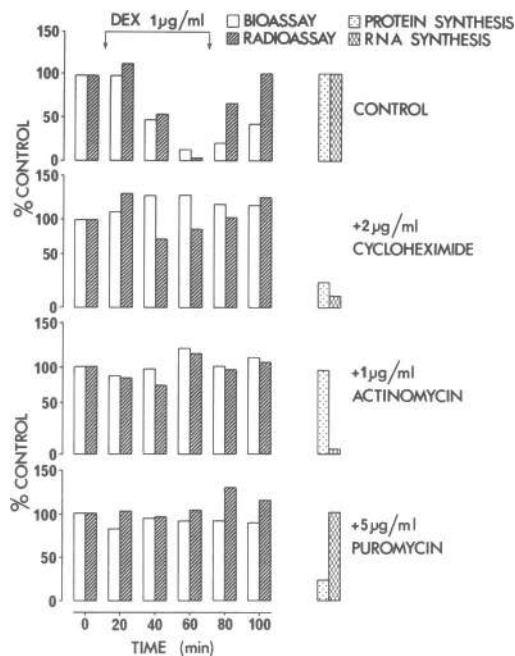 DEX 1µg/ml
BIOASSAY
RADIOASSAY
PROTEIN SYNTHESIS
RNA SYNTHESIS
% CONTROL
100
50
0
CONTROL
100
50
0
+2µg/ml
CYCLOHEXIMIDE
150
100
50
0
+1µg/ml
ACTINOMYCIN
% CONTROL
150
100
50
0
+5µg/ml
PUROMYCIN
0 20 40 60 80 100
TIME (min)